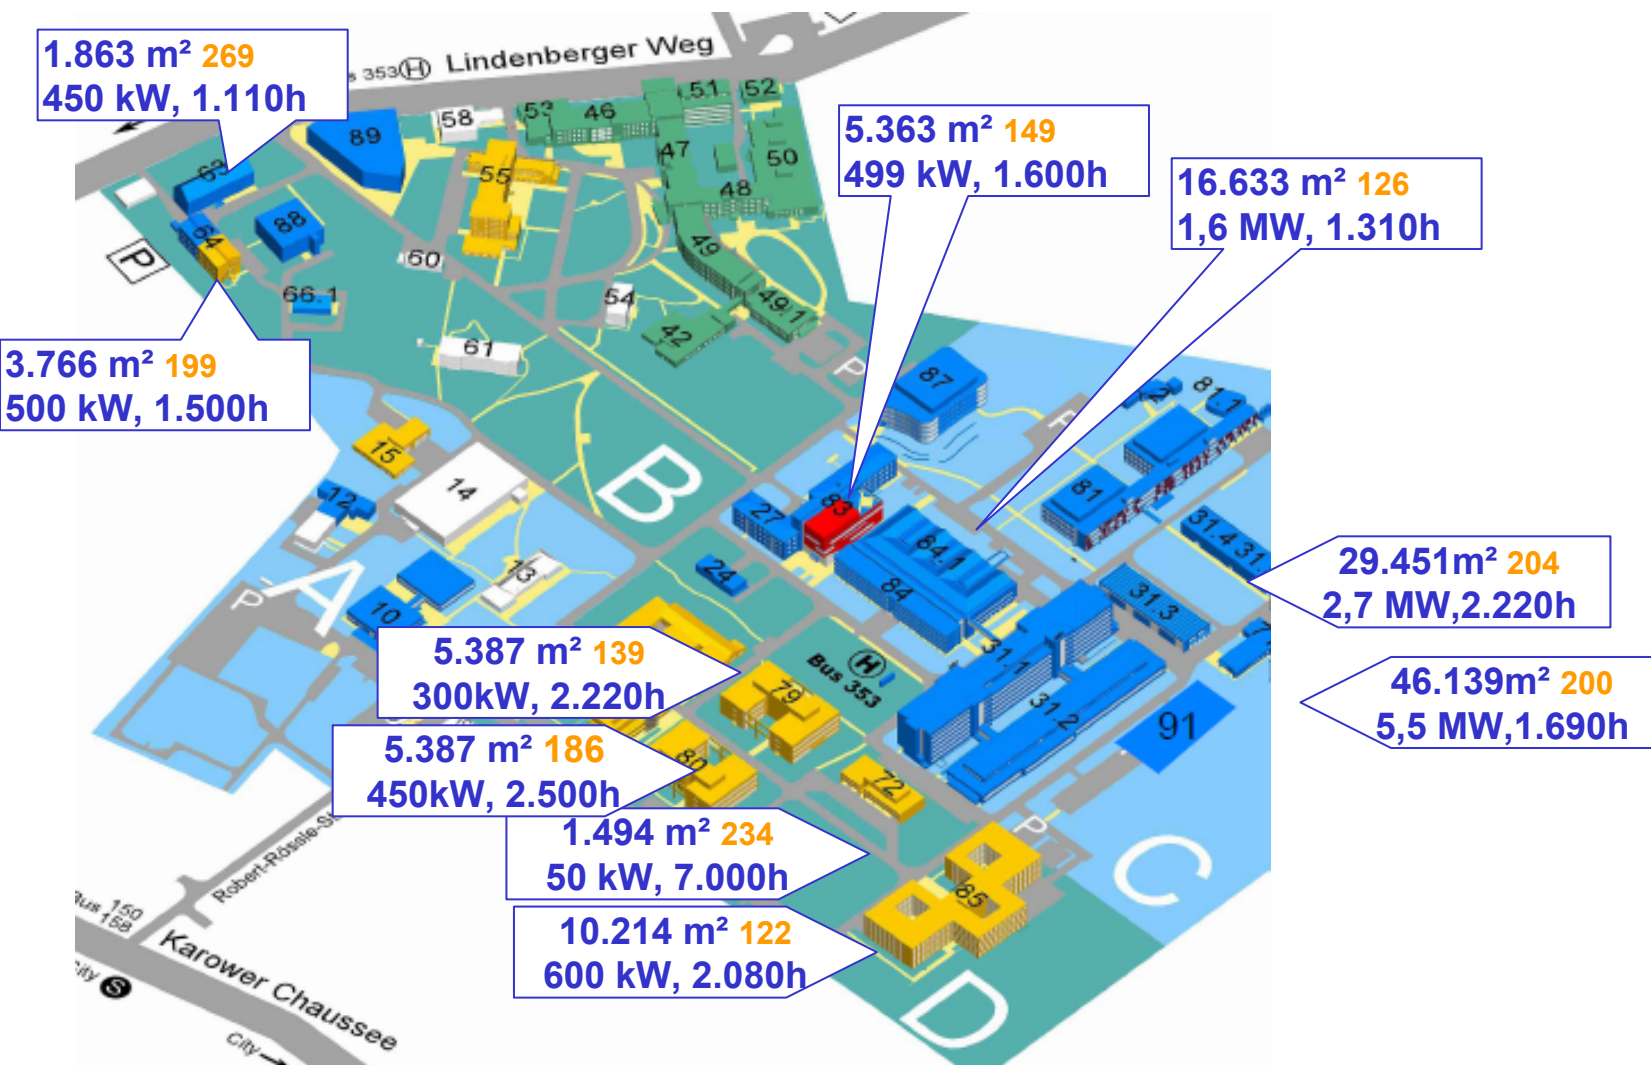 1.863 m² 269
450 kW, 1.110h
353 H Lindenberger Weg
P
5.363 m² 149
499 kW, 1.600h
16.633 m² 126
1,6 MW, 1.310h
3.766 m² 199
500 kW, 1.500h
29.451m² 204
2,7 MW,2.220h
46.139m² 200
5,5 MW,1.690h
5.387 m² 139
300kW, 2.220h
5.387 m² 186
450kW, 2.500h
1.494 m² 234
50 kW, 7.000h
10.214 m² 122
600 kW, 2.080h
89
58
53
46
51
52
55
47
48
50
63
64
88
66.1
60
54
49
49.1
42
61
P
87
81.1
P
81
15
14
12
B
27
83
84.1
84
31.4
31.
13
24
A
P
10
31.3
31.1
31.2
H
Bus 353
79
80
72
91
P
85
C
D
Bus 150
158
Karower Chaussee
City
S